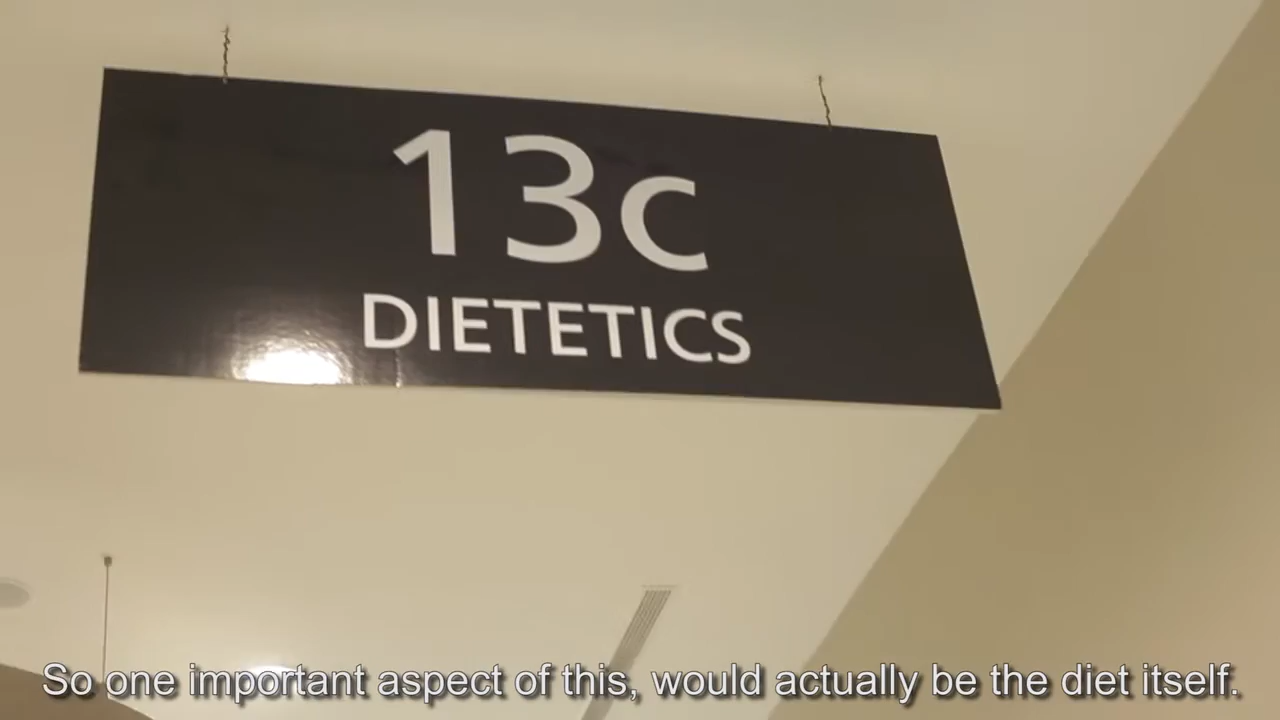 13c
DIETETICS
So one important aspect of this, would actually be the diet itself.